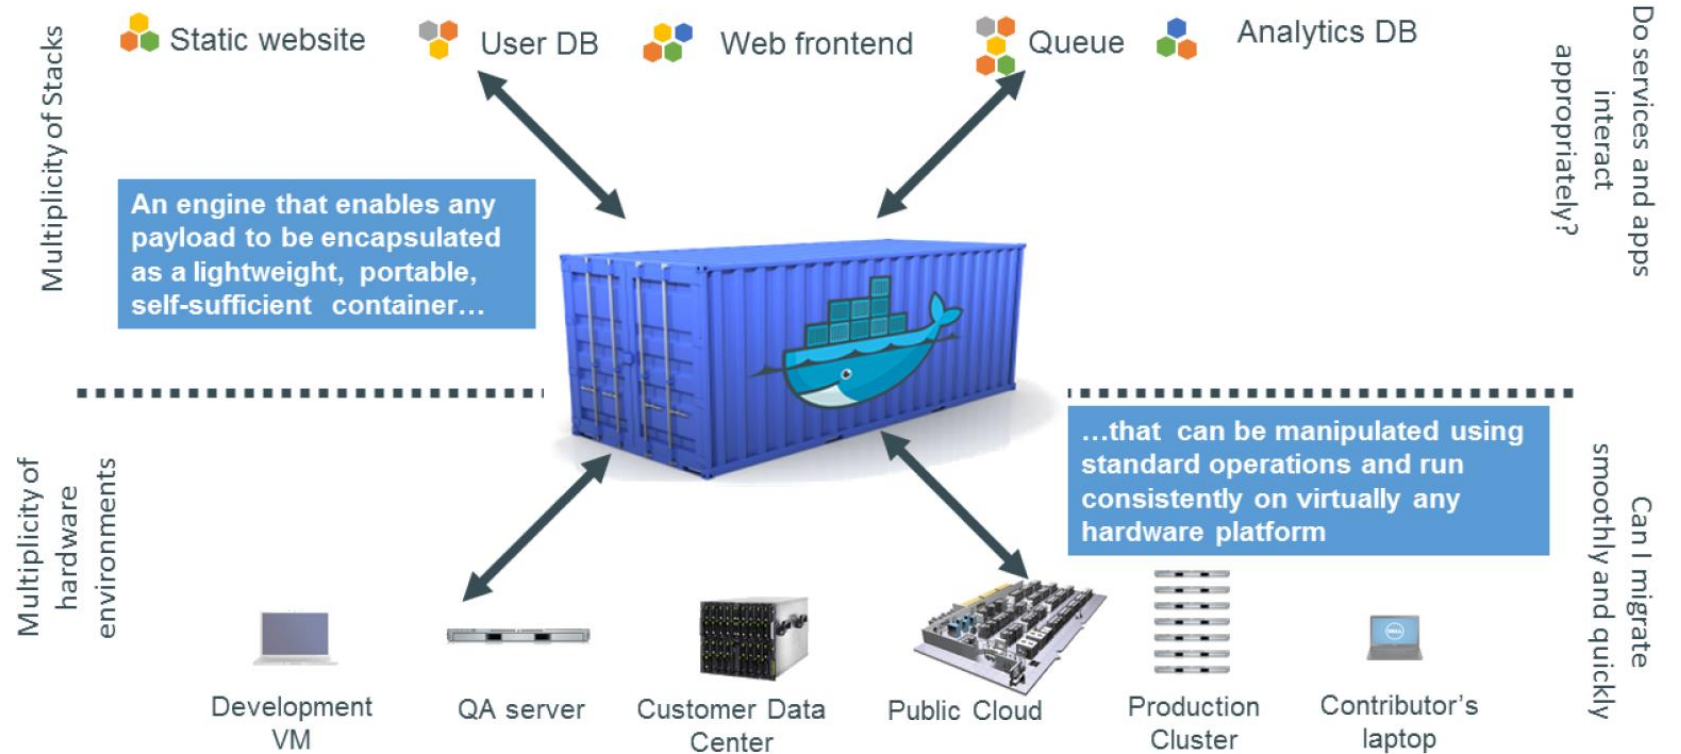 Static website
User DB
Web frontend
Queue
Analytics DB
Multiplicity of Stacks
Do services and apps
interact
appropriately?
An engine that enables any
payload to be encapsulated
as a lightweight, portable,
self-sufficient container...
...that can be manipulated using
standard operations and run
consistently on virtually any
hardware platform
Multiplicity of
hardware
environments
Can I migrate
smoothly and quickly
DELL
Development
VM
QA server
Customer Data
Center
Public Cloud
Production
Cluster
Contributor's
laptop